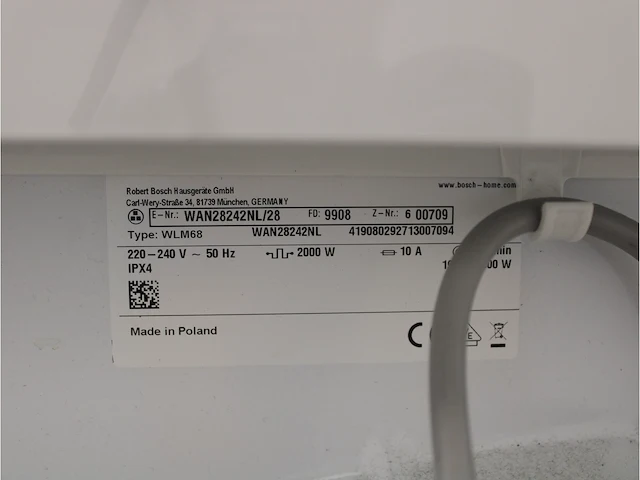 Robert Bosch Hausgeräte GmbH
www.bosch-home.com
Carl-Wery-Straße 34, 81739 München, GERMANY
E-Nr.: WAN28242NL/28 FD: 9908 Z-Nr.: 6 00709
Type: WLM68 WAN28242NL 419080292713007094
220-240 V ~ 50 Hz 2000 W 10 A
IPX4 W
Made in Poland
CE